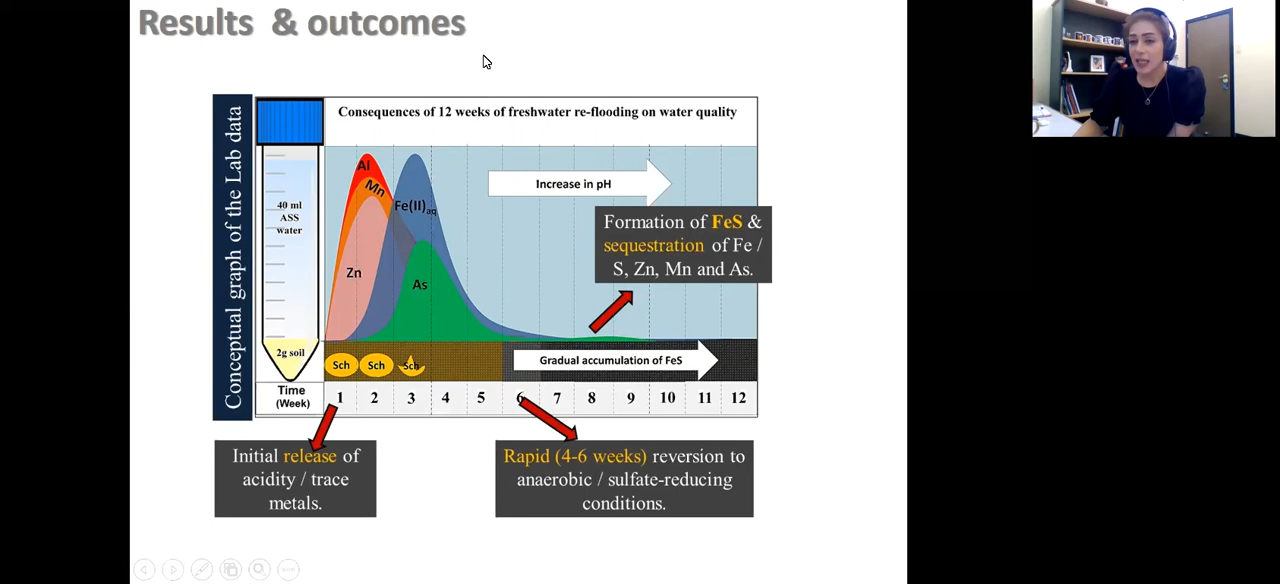 Results & outcomes
Conceptual graph of the Lab data
Consequences of 12 weeks of freshwater re-flooding on water quality
40 ml
ASS
water
2g soil
Al
Mn
Fe(II)aq
Zn
As
Increase in pH
Formation of FeS &
sequestration of Fe /
S, Zn, Mn and As.
Sch Sch Sch
Gradual accumulation of FeS
Time
(Week)
1 2 3 4 5 6 7 8 9 10 11 12
Initial release of
acidity / trace
metals.
Rapid (4-6 weeks) reversion to
anaerobic / sulfate-reducing
conditions.